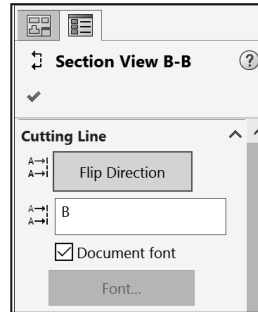 Section View B-B
?
Cutting Line
A
A
Flip Direction
A
A
B
Document font
Font...